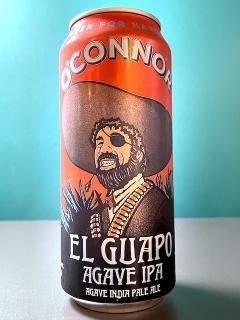 O'CONNOR
EL GUAPO
AGAVE IPA
AGAVE INDIA PALE ALE